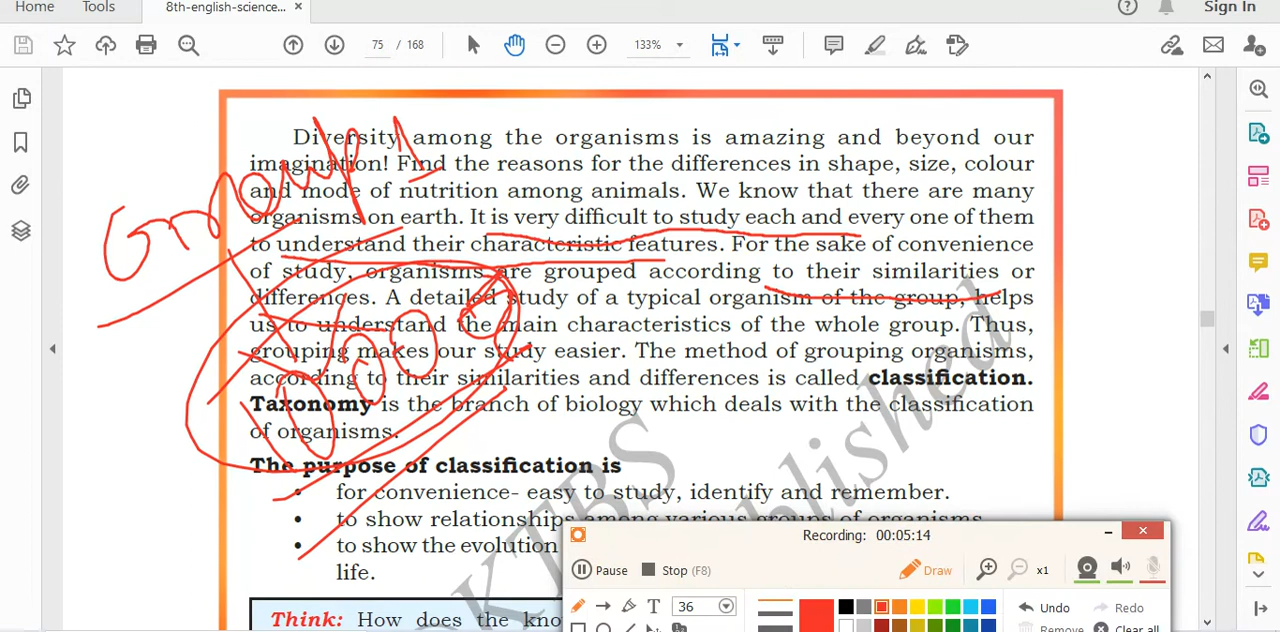 Home Tools 8th-english-science... × Sign In
75 / 168 133%
Diversity among the organisms is amazing and beyond our
imagination! Find the reasons for the differences in shape, size, colour
and mode of nutrition among animals. We know that there are many
organisms on earth. It is very difficult to study each and every one of them
to understand their characteristic features. For the sake of convenience
of study, organisms are grouped according to their similarities or
differences. A detailed study of a typical organism of the group, helps
us to understand the main characteristics of the whole group. Thus,
grouping makes our study easier. The method of grouping organisms,
according to their similarities and differences is called classification.
Taxonomy is the branch of biology which deals with the classification
of organisms.
The purpose of classification is
• for convenience- easy to study, identify and remember.
• to show relationships among various groups of organisms
• to show the evolution
life.
Think: How does the kno
Group 1
KTBS
published
Recording: 00:05:14
Pause Stop (F8) Draw x1
T 36 Undo Redo
Remove Clear all